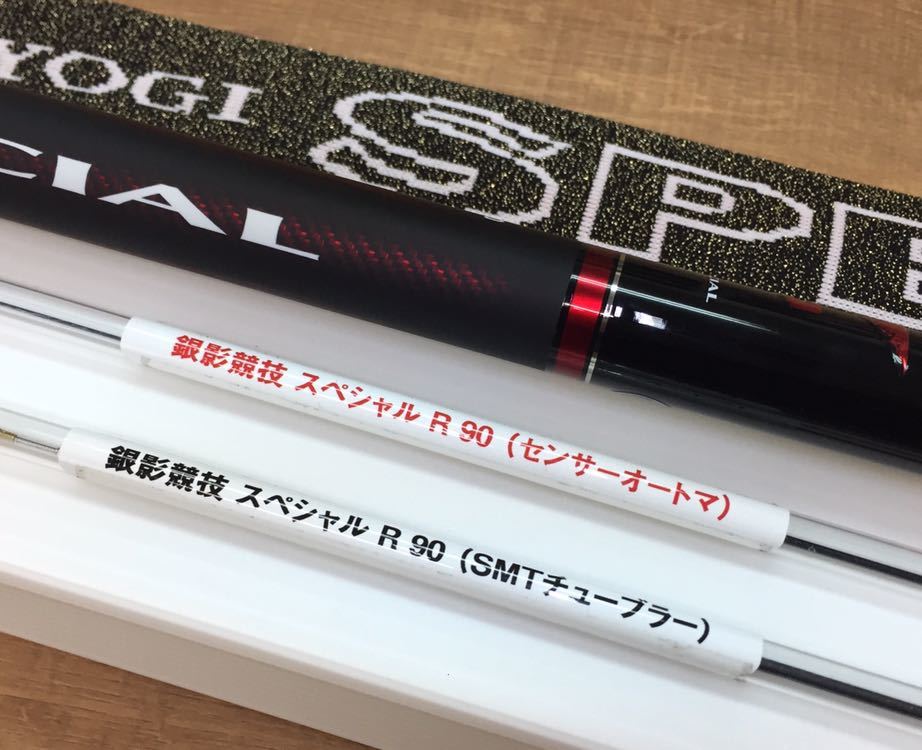 YOGI SPE
CIAL
IAL
銀影競技 スペシャル R 90 (センサーオートマ)
銀影競技 スペシャル R 90 (SMTチューブラー)